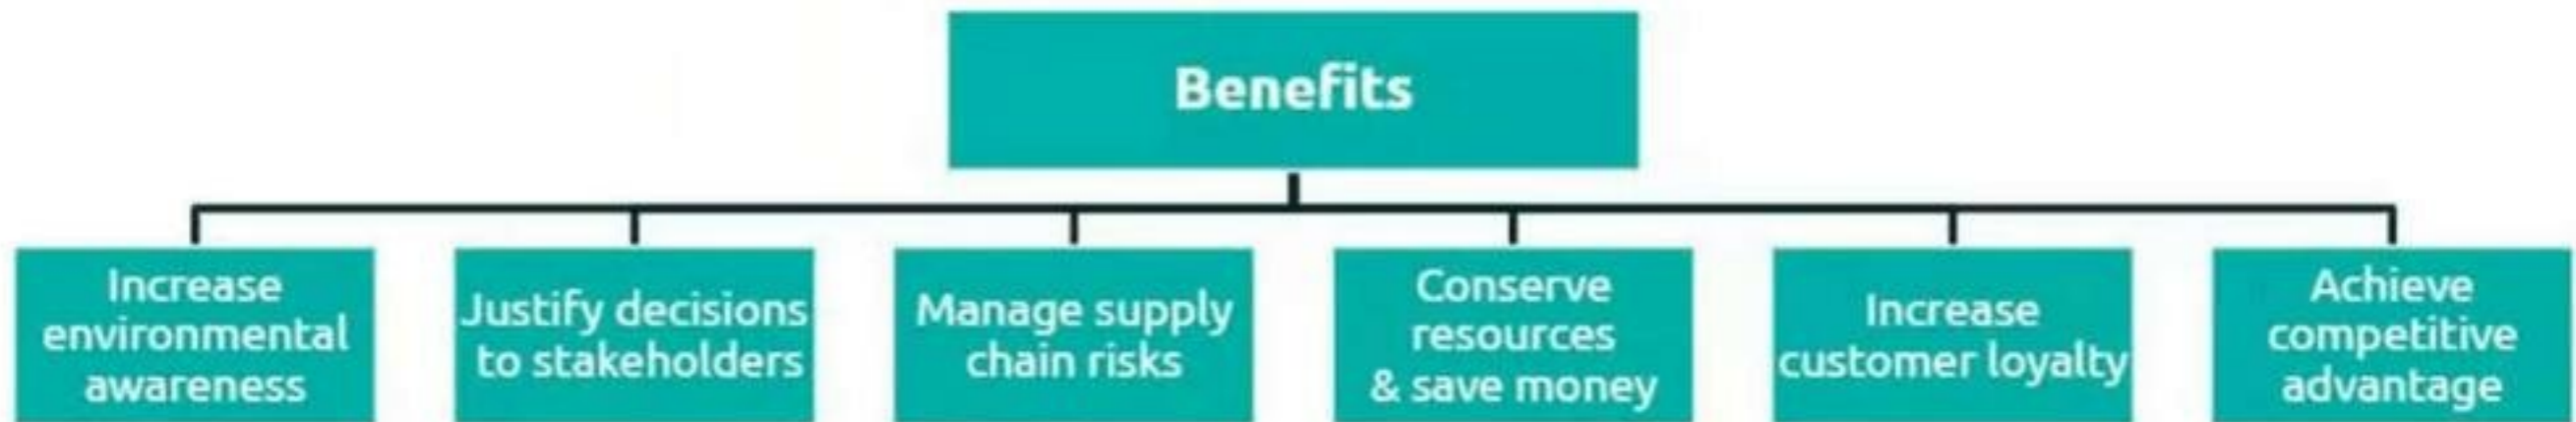 Benefits
Increase
environmental
awareness
Justify decisions
to stakeholders
Manage supply
chain risks
Conserve
resources
& save money
Increase
customer loyalty
Achieve
competitive
advantage